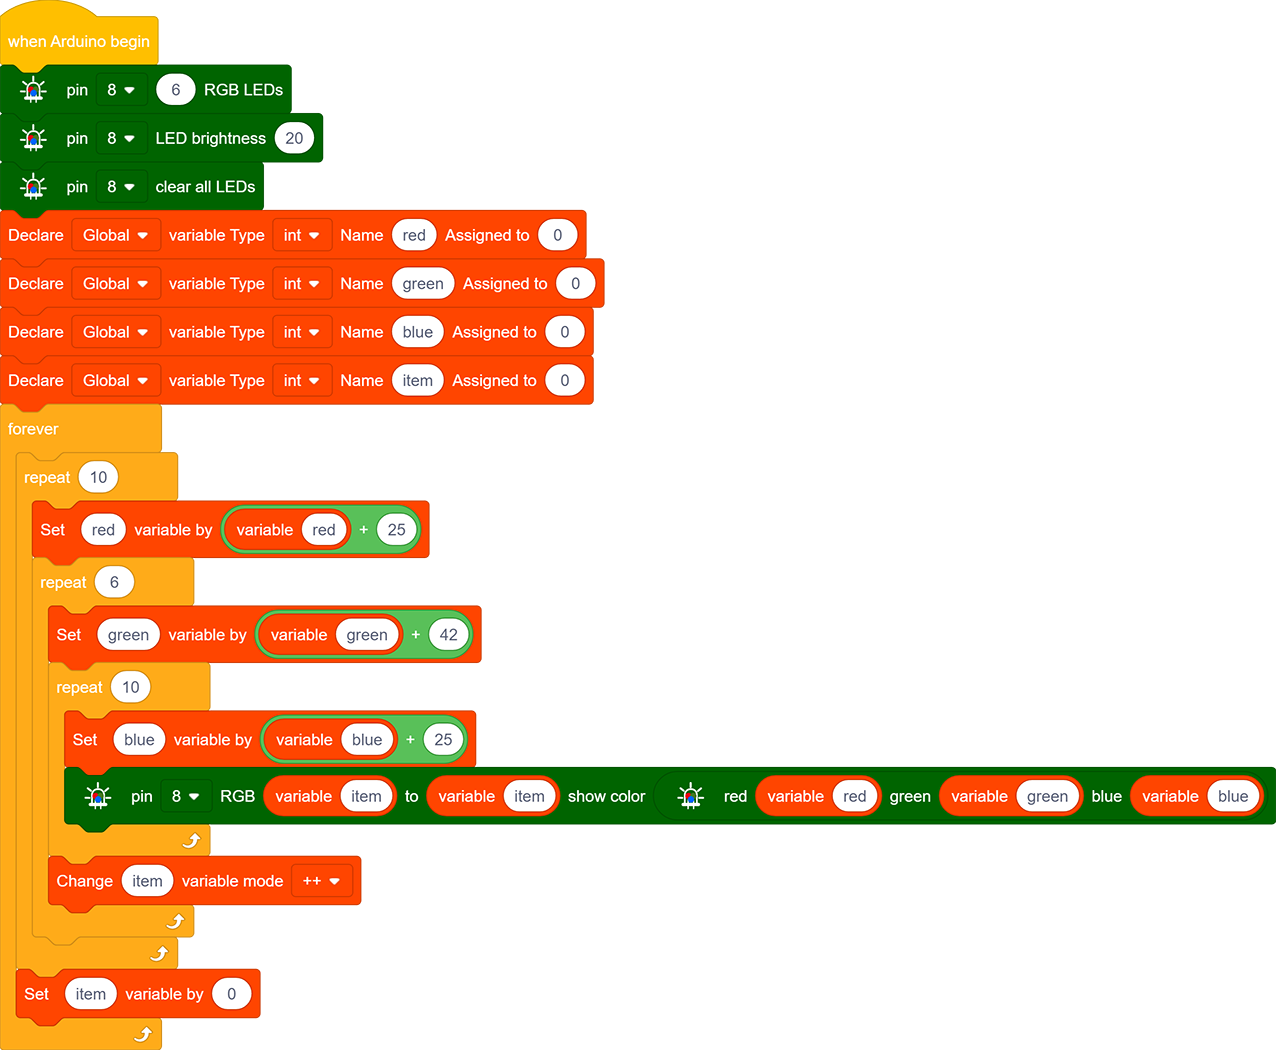 when Arduino begin
pin 8 6 RGB LEDs
pin 8 LED brightness 20
pin 8 clear all LEDs
Declare Global variable Type int Name red Assigned to 0
Declare Global variable Type int Name green Assigned to 0
Declare Global variable Type int Name blue Assigned to 0
Declare Global variable Type int Name item Assigned to 0
forever
repeat 10
Set red variable by variable red + 25
repeat 6
Set green variable by variable green + 42
repeat 10
Set blue variable by variable blue + 25
pin 8 RGB variable item to variable item show color red variable red green variable green blue variable blue
Change item variable mode ++
Set item variable by 0